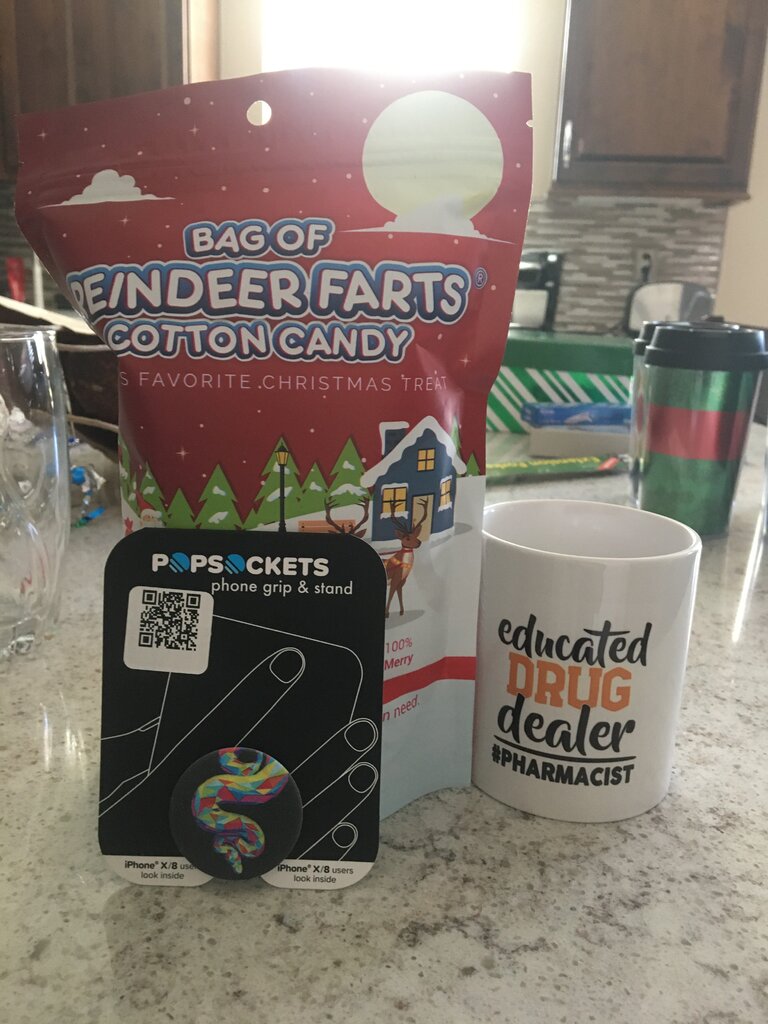 BAG OF
REINDEER FARTS®
COTTON CANDY
S FAVORITE CHRISTMAS TREAT
100%
Merry
n need.
POPSOCKETS
phone grip & stand
iPhone® X/8 use
look inside
iPhone® X/8 users
look inside
educated
DRUG
dealer
#PHARMACIST